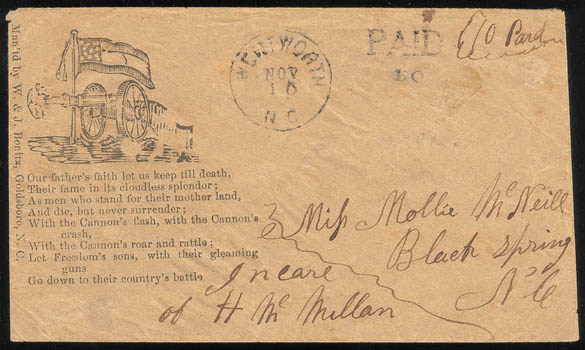 Manu'd by W. & J. Bonitz, Goldsboro, N. C.
WENTWORTH
NOV
10
N C
PAID
10
Paid
Our father's faith let us keep till death,
Their fame in its cloudless splendor;
As men who stand for their mother land,
And die, but never surrender;
With the Cannon's flash, with the Cannon's
crash,
With the Cannon's roar and rattle;
Let Freedom's sons, with their gleaming
guns
Go down to their country's battle
Miss Mollie McNeill
Black Spring
N C
In care
of H McMillan